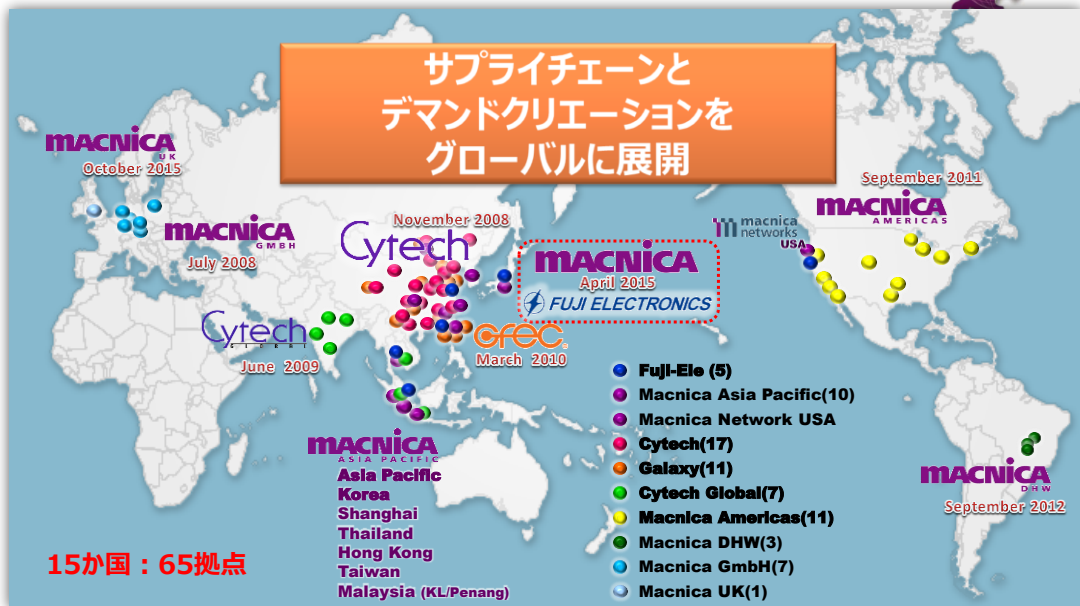 サプライチェーンと
デマンドクリエーションを
グローバルに展開
MACNICA
UK
October 2015
MACNICA
GMBH
July 2008
November 2008
Cytech
MACNICA
April 2015
FUJI ELECTRONICS
macnica
networks
USA
September 2011
MACNICA
AMERICAS
Cytech
GLOBAL
June 2009
GFEC
March 2010
MACNICA
ASIA PACIFIC
Asia Pacific
Korea
Shanghai
Thailand
Hong Kong
Taiwan
Malaysia (KL/Penang)
Fuji-Ele (5)
Macnica Asia Pacific(10)
Macnica Network USA
Cytech(17)
Galaxy(11)
Cytech Global(7)
Macnica Americas(11)
Macnica DHW(3)
Macnica GmbH(7)
Macnica UK(1)
MACNICA
DHW
September 2012
15か国：65拠点